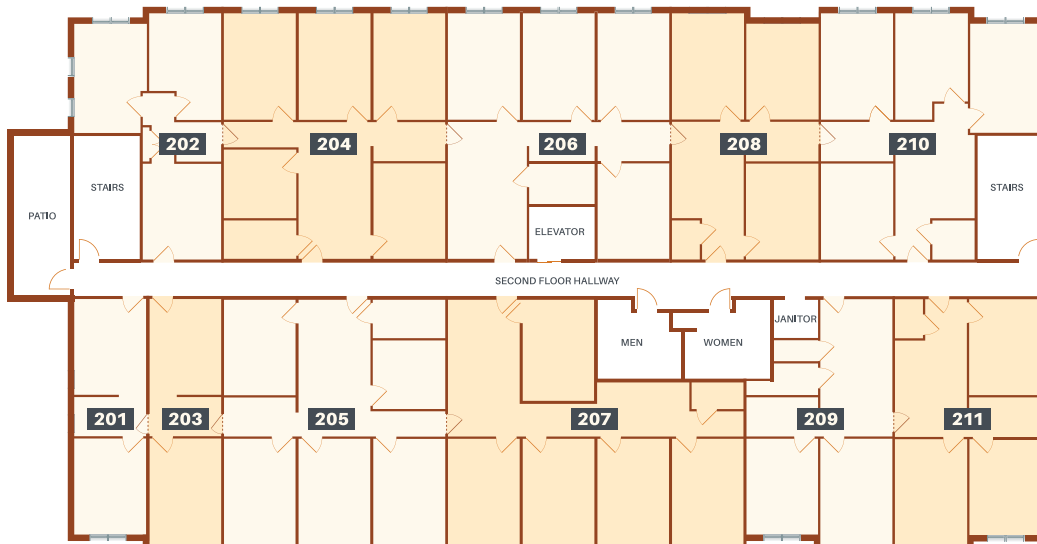 202
204
206
208
210
STAIRS
STAIRS
PATIO
ELEVATOR
SECOND FLOOR HALLWAY
JANITOR
MEN
WOMEN
201
203
205
207
209
211